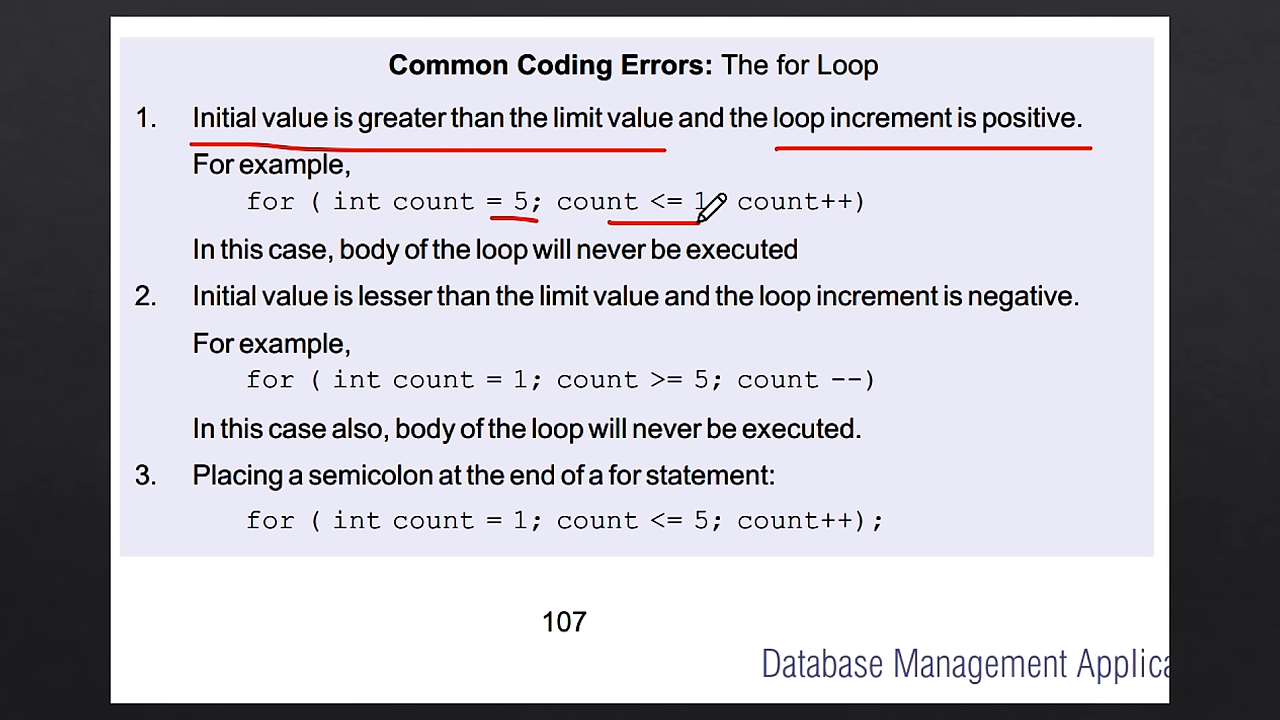 Common Coding Errors: The for Loop
1. Initial value is greater than the limit value and the loop increment is positive.
For example,
for ( int count = 5; count <= 1 count++)
In this case, body of the loop will never be executed
2. Initial value is lesser than the limit value and the loop increment is negative.
For example,
for ( int count = 1; count >= 5; count --)
In this case also, body of the loop will never be executed.
3. Placing a semicolon at the end of a for statement:
for ( int count = 1; count <= 5; count++);
107
Database Management